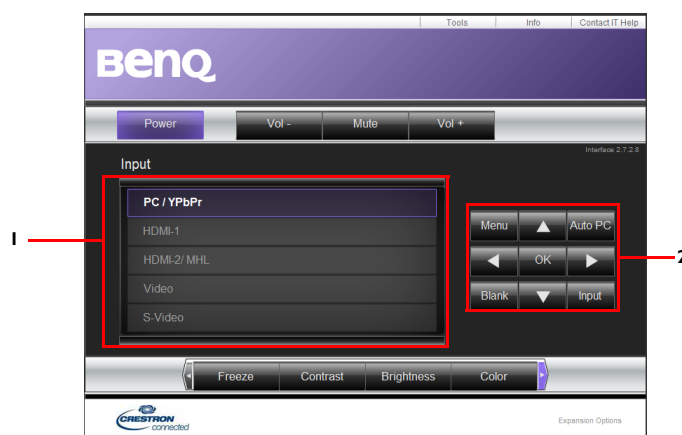 Tools Info Contact IT Help
BenQ
Power Vol - Mute Vol +
Interface 2.7.2.8
Input
PC / YPbPr
HDMI-1
HDMI-2/ MHL
Video
S-Video
1
Menu Auto PC
OK
2
Blank Input
Freeze Contrast Brightness Color
CRESTRON
connected
Expansion Options